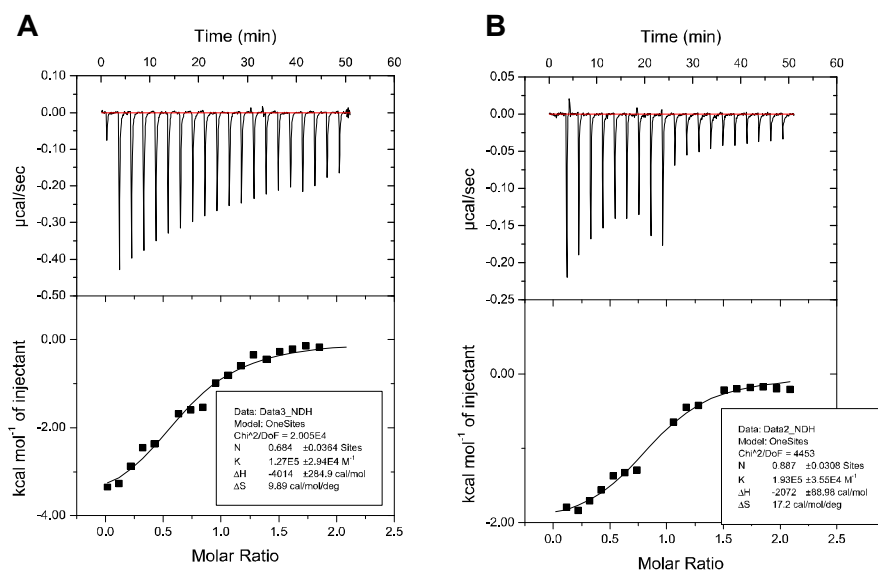 A
Time (min)
0 10 20 30 40 50 60
0.10
0.00
-0.10
-0.20
-0.30
-0.40
-0.50
µcal/sec
0.00
-2.00
-4.00
kcal mol-1 of injectant
Data: Data3_NDH
Model: OneSites
Chi^2/DoF = 2.005E4
N 0.684 ±0.0364 Sites
K 1.27E5 ±2.94E4 M-1
ΔH -4014 ±284.9 cal/mol
ΔS 9.89 cal/mol/deg
0.0 0.5 1.0 1.5 2.0 2.5
Molar Ratio
B
Time (min)
0 10 20 30 40 50 60
0.05
0.00
-0.05
-0.10
-0.15
-0.20
-0.25
µcal/sec
0.00
-2.00
kcal mol-1 of injectant
Data: Data2_NDH
Model: OneSites
Chi^2/DoF = 4453
N 0.887 ±0.0308 Sites
K 1.93E5 ±3.55E4 M-1
ΔH -2072 ±88.98 cal/mol
ΔS 17.2 cal/mol/deg
0.0 0.5 1.0 1.5 2.0 2.5
Molar Ratio